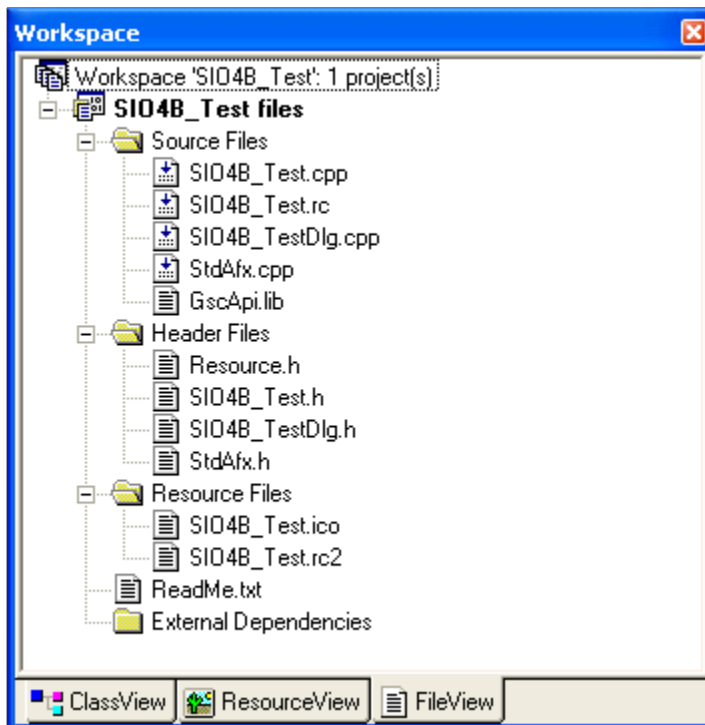 Workspace
Workspace 'SIO4B_Test': 1 project(s)
SIO4B_Test files
Source Files
SIO4B_Test.cpp
SIO4B_Test.rc
SIO4B_TestDlg.cpp
StdAfx.cpp
GscApi.lib
Header Files
Resource.h
SIO4B_Test.h
SIO4B_TestDlg.h
StdAfx.h
Resource Files
SIO4B_Test.ico
SIO4B_Test.rc2
ReadMe.txt
External Dependencies
ClassView ResourceView FileView